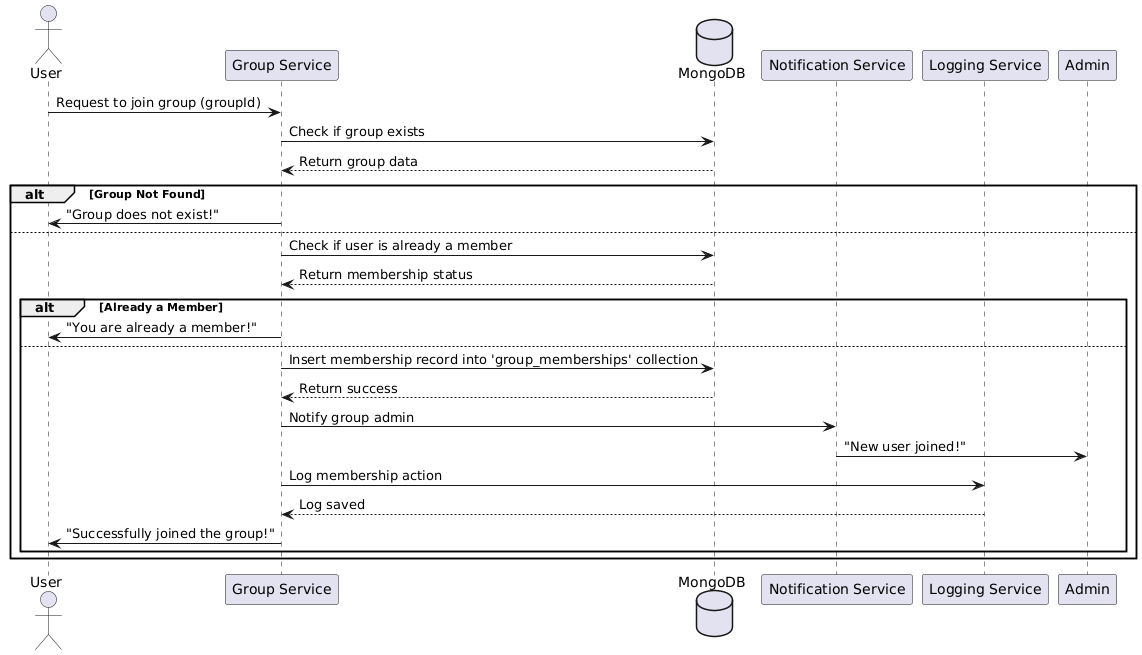 User
Group Service
MongoDB
Notification Service
Logging Service
Admin
Request to join group (groupId)
Check if group exists
Return group data
alt
[Group Not Found]
"Group does not exist!"
Check if user is already a member
Return membership status
alt
[Already a Member]
"You are already a member!"
Insert membership record into 'group_memberships' collection
Return success
Notify group admin
"New user joined!"
Log membership action
Log saved
"Successfully joined the group!"
User
Group Service
MongoDB
Notification Service
Logging Service
Admin